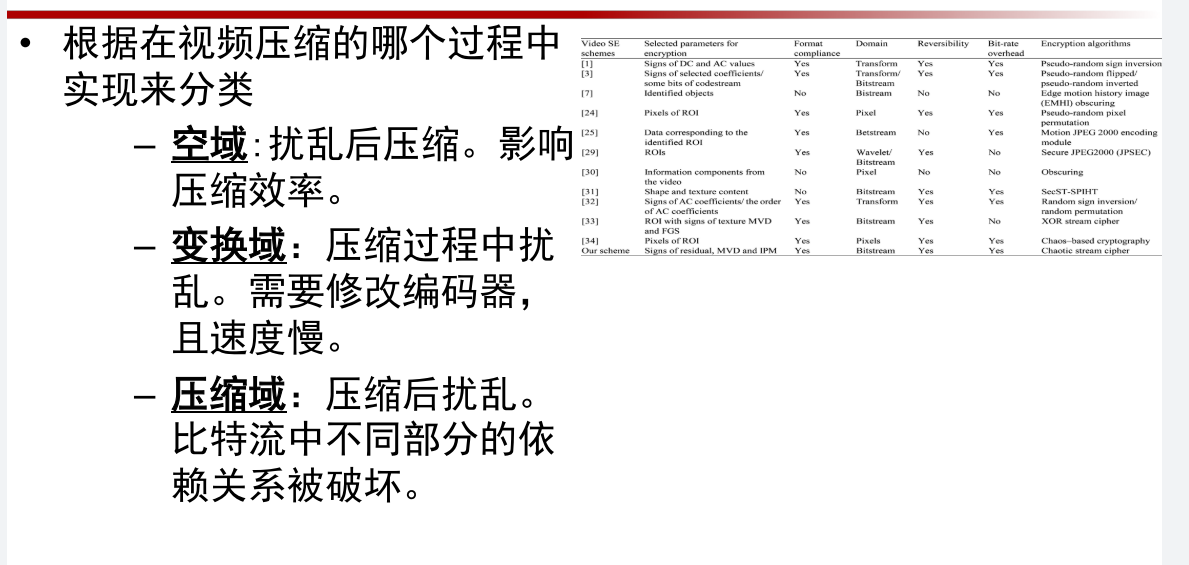 • 根据在视频压缩的哪个过程中
实现来分类
– 空域:扰乱后压缩。影响
压缩效率。
– 变换域：压缩过程中扰
乱。需要修改编码器，
且速度慢。
– 压缩域：压缩后扰乱。
比特流中不同部分的依
赖关系被破坏。
Video SE schemes Selected parameters for encryption Format compliance Domain Reversibility Bit-rate overhead Encryption algorithms
[1] Signs of DC and AC values Yes Transform Yes Yes Pseudo-random sign inversion
[3] Signs of selected coefficients/ some bits of codestream Yes Transform/ Bitstream Yes Yes Pseudo-random flipped/ pseudo-random inverted
[7] Identified objects No Bistream No No Edge motion history image (EMHI) obscuring
[24] Pixels of ROI Yes Pixel Yes Yes Pseudo-random pixel permutation
[25] Data corresponding to the identified ROI Yes Betstream No Yes Motion JPEG 2000 encoding module
[29] ROIs Yes Wavelet/ Bitstream Yes No Secure JPEG2000 (JPSEC)
[30] Information components from the video No Pixel No No Obscuring
[31] Shape and texture content No Bitstream Yes Yes SecST-SPIHT
[32] Signs of AC coefficients/ the order of AC coefficients Yes Transform Yes Yes Random sign inversion/ random permutation
[33] ROI with signs of texture MVD and FGS Yes Bitstream Yes No XOR stream cipher
[34] Pixels of ROI Yes Pixels Yes Yes Chaos–based cryptography
Our scheme Signs of residual, MVD and IPM Yes Bitstream Yes Yes Chaotic stream cipher